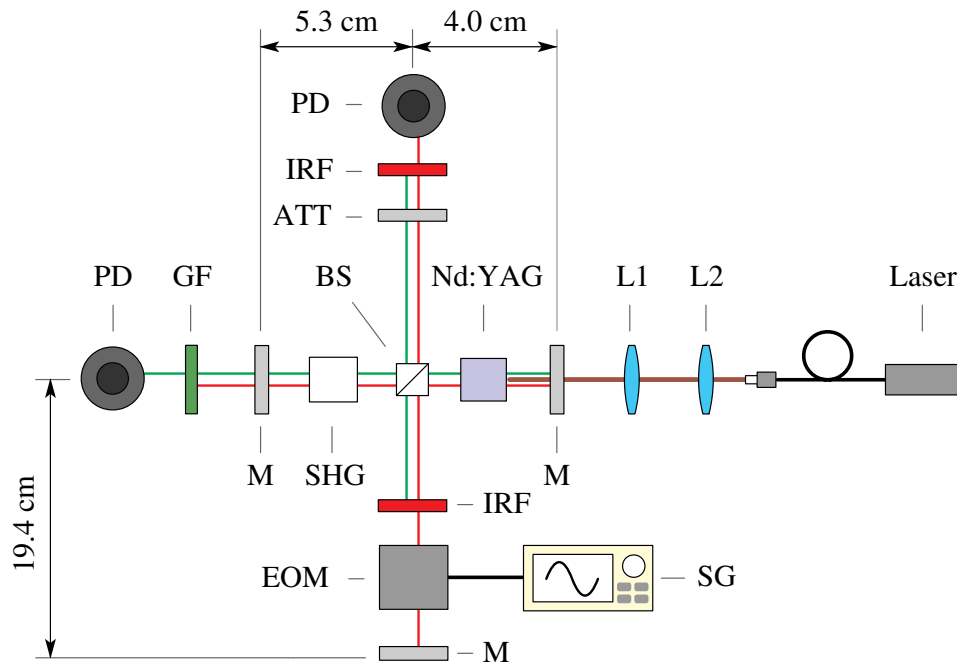 5.3 cm
4.0 cm
PD
IRF
ATT
PD
GF
BS
Nd:YAG
L1
L2
Laser
M
SHG
M
19.4 cm
IRF
EOM
SG
M